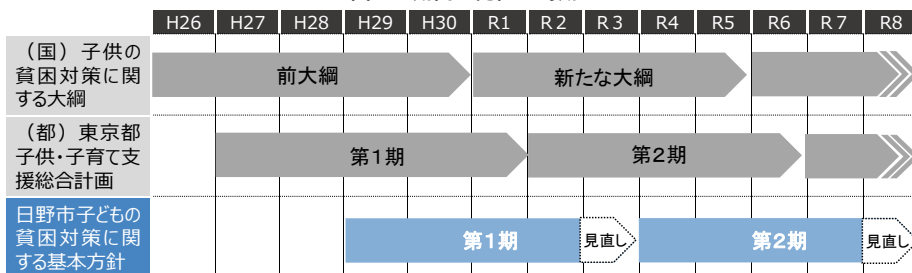 H26 H27 H28 H29 H30 R1 R2 R3 R4 R5 R6 R7 R8
（国）子供の
貧困対策に関
する大綱
前大綱 新たな大綱
（都）東京都
子供・子育て支
援総合計画
第1期 第2期
日野市子どもの
貧困対策に関
する基本方針
第1期 見直し 第2期 見直し